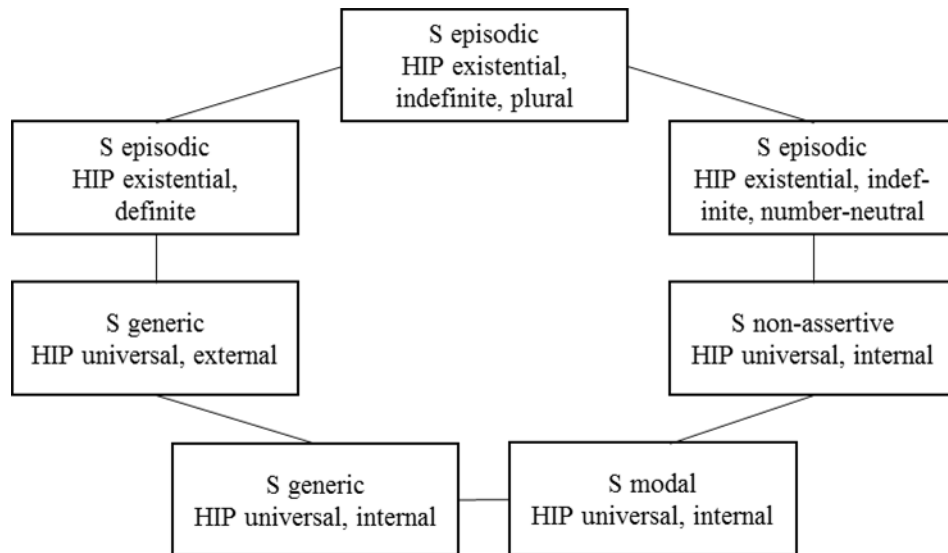 S episodic
HIP existential,
indefinite, plural
S episodic
HIP existential,
definite
S episodic
HIP existential, indef-
inite, number-neutral
S generic
HIP universal, external
S non-assertive
HIP universal, internal
S generic
HIP universal, internal
S modal
HIP universal, internal